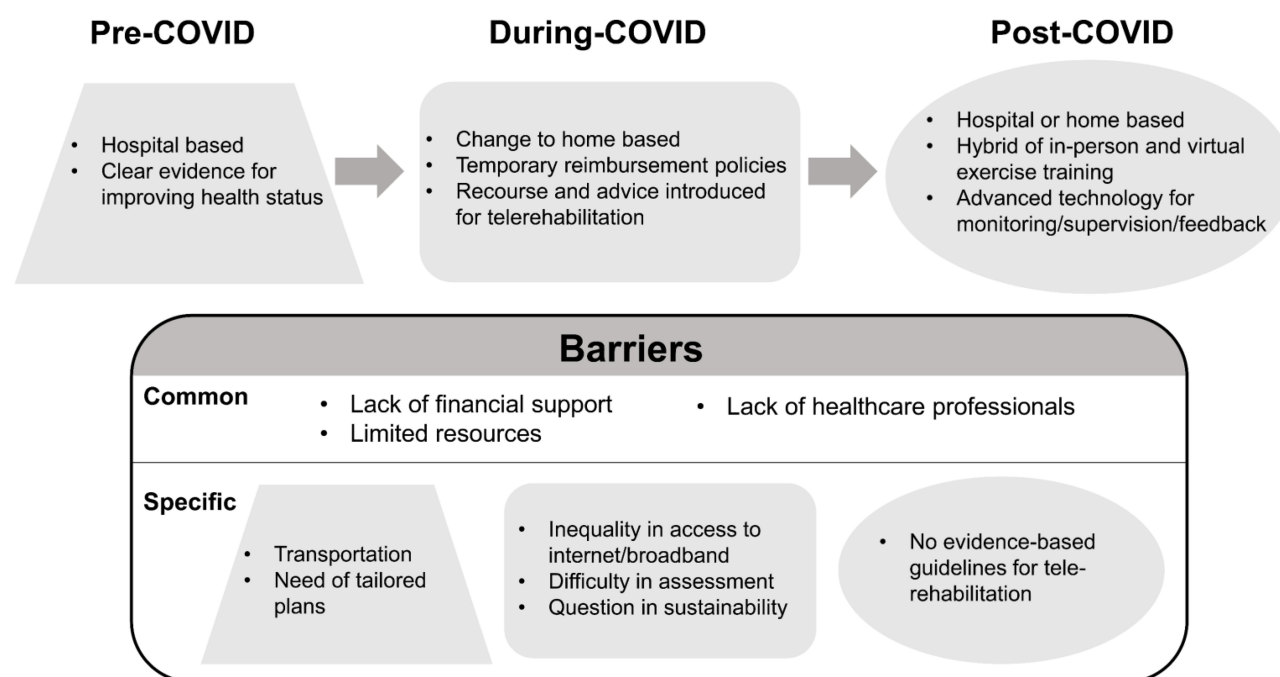 Pre-COVID
During-COVID
Post-COVID
• Hospital based
• Clear evidence for
improving health status
• Change to home based
• Temporary reimbursement policies
• Recourse and advice introduced
for telerehabilitation
• Hospital or home based
• Hybrid of in-person and virtual
exercise training
• Advanced technology for
monitoring/supervision/feedback
Barriers
Common
• Lack of financial support
• Limited resources
• Lack of healthcare professionals
Specific
• Transportation
• Need of tailored
plans
• Inequality in access to
internet/broadband
• Difficulty in assessment
• Question in sustainability
• No evidence-based
guidelines for tele-
rehabilitation